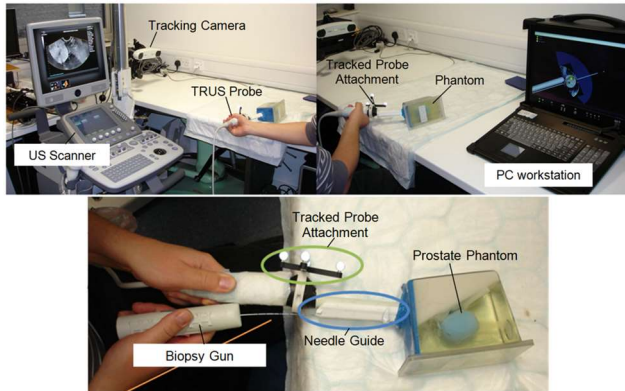 Tracking Camera
TRUS Probe
US Scanner
Tracked Probe
Attachment
Phantom
PC workstation
Tracked Probe
Attachment
Prostate Phantom
Needle Guide
Biopsy Gun